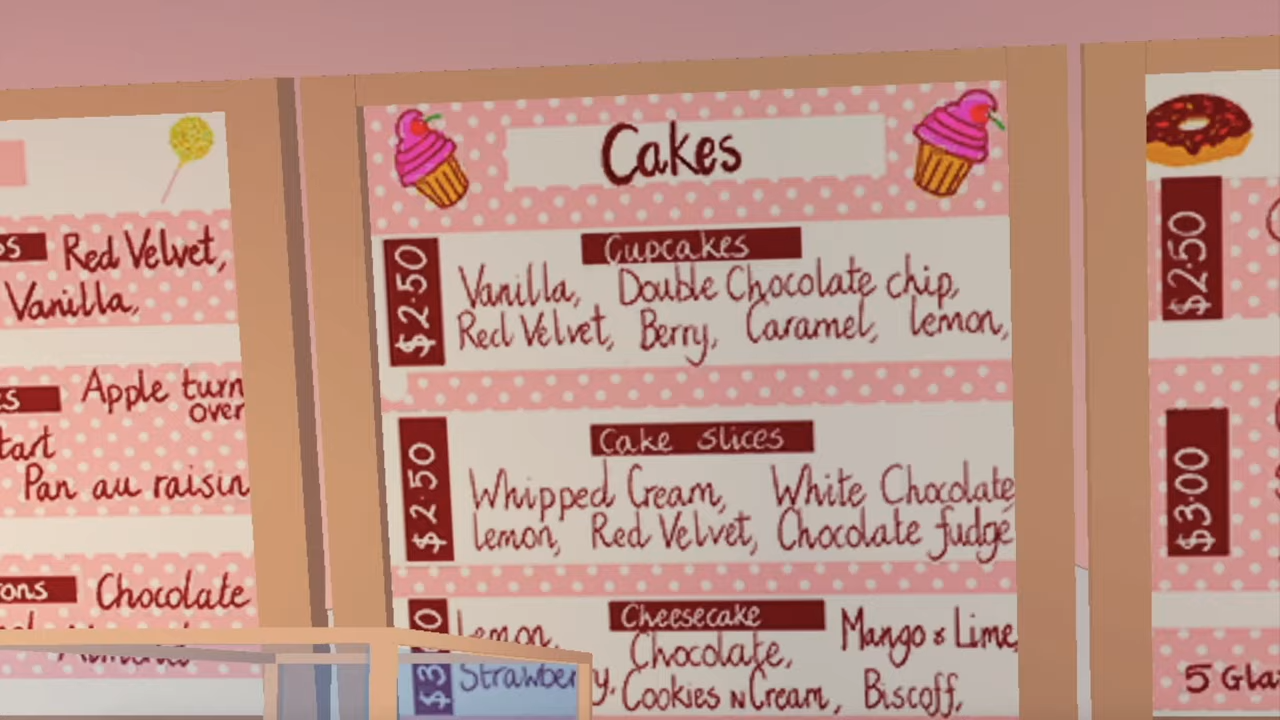 Red Velvet,
Vanilla,
Apple turn
over
tart
Pan au raisin
Chocolate
Cakes
Cupcakes
$2.50
Vanilla, Double Chocolate chip,
Red Velvet, Berry, Caramel, lemon,
Cake slices
$2.50
Whipped Cream, White Chocolate
lemon, Red Velvet, Chocolate fudge
Cheesecake
Lemon, Chocolate, Mango & Lime,
Strawberry, Cookies N Cream, Biscoff,
$2.50
$3.00
5